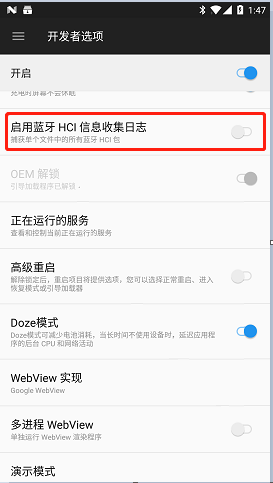 1:47
开发者选项
开启
充电时屏幕不会休眠
启用蓝牙 HCI 信息收集日志
捕获单个文件中的所有蓝牙 HCI 包
OEM 解锁
引导加载程序已解锁。
正在运行的服务
查看和控制当前正在运行的服务
高级重启
解除锁定后，重启项目将提供选项，您可以选择正常重启、进入
恢复模式或引导加载器
Doze模式
Doze模式可减少电池消耗，当长时间不使用设备时，延迟应用程
序的后台 CPU 和网络活动
WebView 实现
Google WebView
多进程 WebView
单独运行 WebView 渲染程序
演示模式